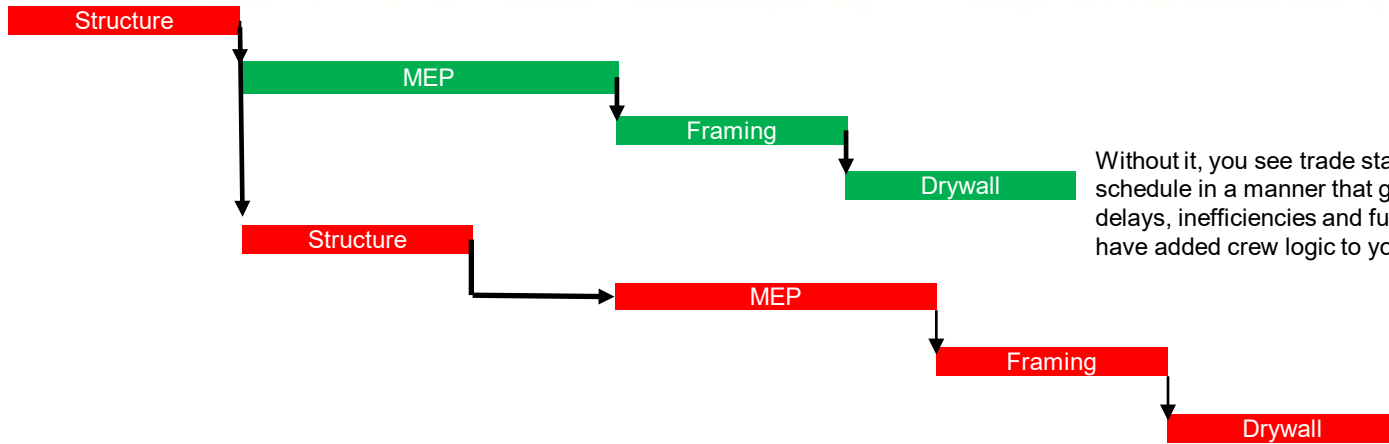 Structure
MEP
Framing
Drywall
Without it, you see trade
schedule in a manner that
delays, inefficiencies and
have added crew logic to
Structure
MEP
Framing
Drywall